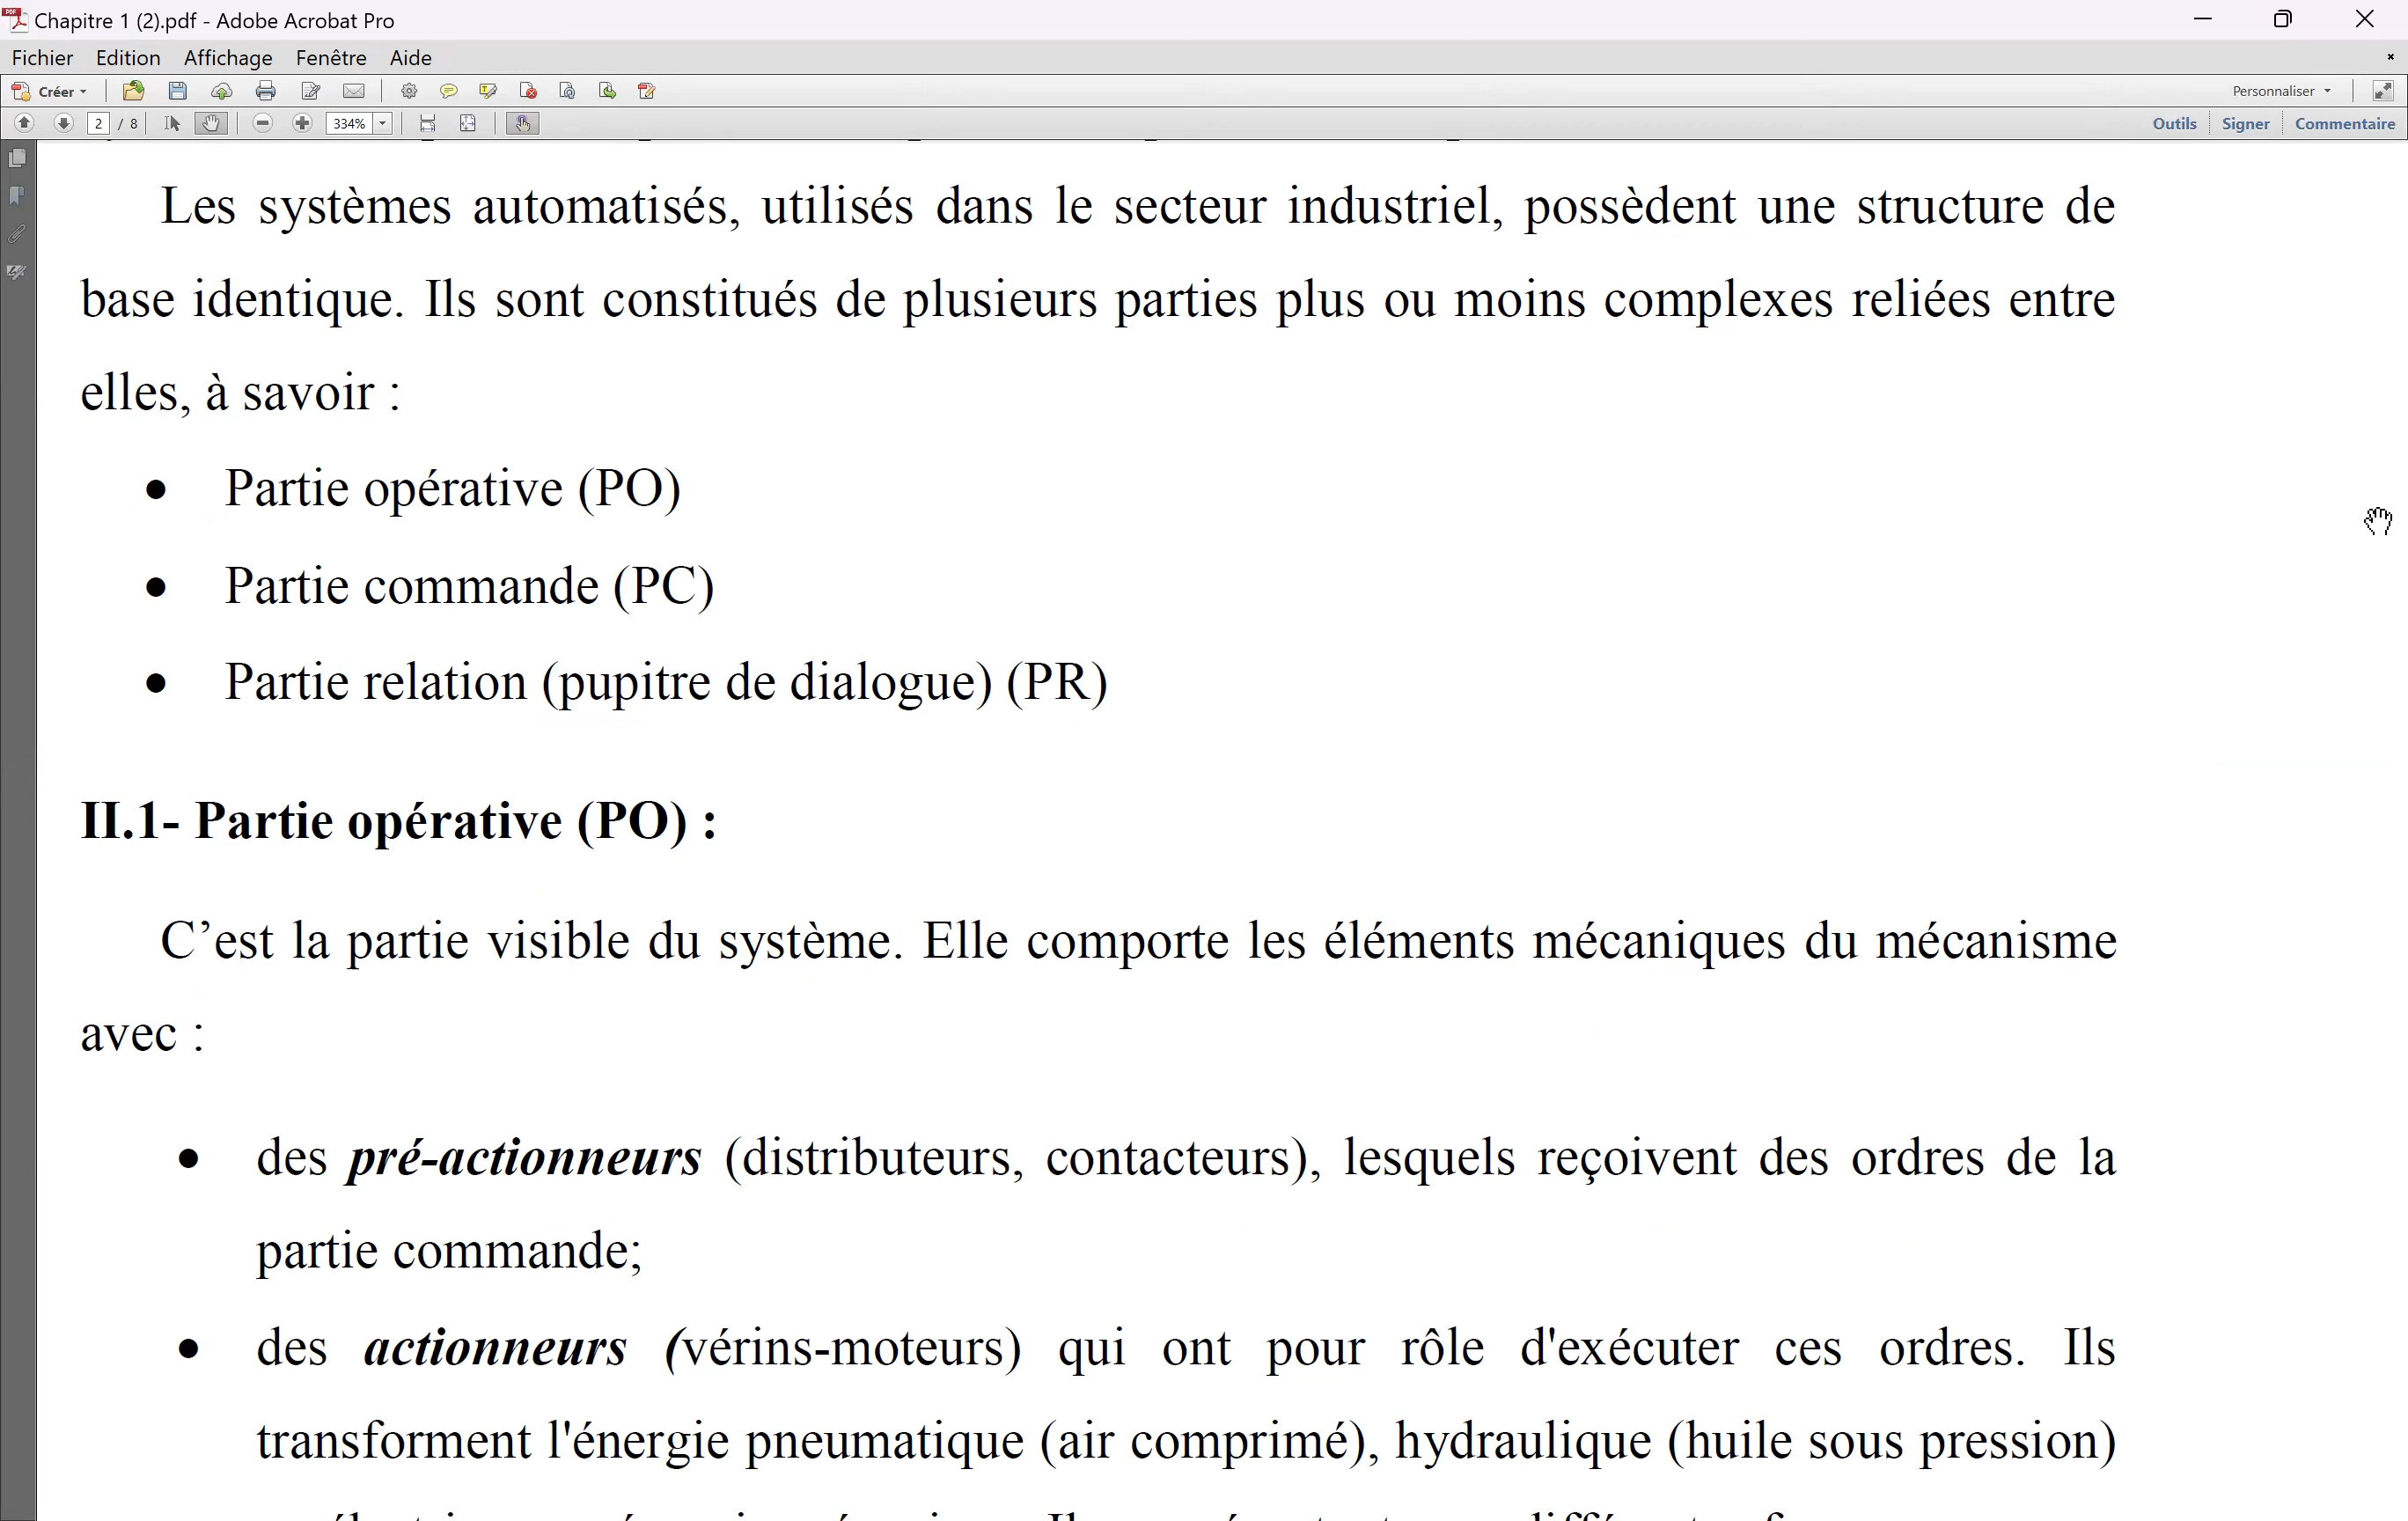 Chapitre 1 (2).pdf - Adobe Acrobat Pro
Fichier Edition Affichage Fenêtre Aide
Créer Personnaliser
2 / 8 334% Outils Signer Commentaire
Les systèmes automatisés, utilisés dans le secteur industriel, possèdent une structure de
base identique. Ils sont constitués de plusieurs parties plus ou moins complexes reliées entre
elles, à savoir :
• Partie opérative (PO)
• Partie commande (PC)
• Partie relation (pupitre de dialogue) (PR)
II.1- Partie opérative (PO) :
C’est la partie visible du système. Elle comporte les éléments mécaniques du mécanisme
avec :
• des pré-actionneurs (distributeurs, contacteurs), lesquels reçoivent des ordres de la
partie commande;
• des actionneurs (vérins-moteurs) qui ont pour rôle d'exécuter ces ordres. Ils
transforment l'énergie pneumatique (air comprimé), hydraulique (huile sous pression)